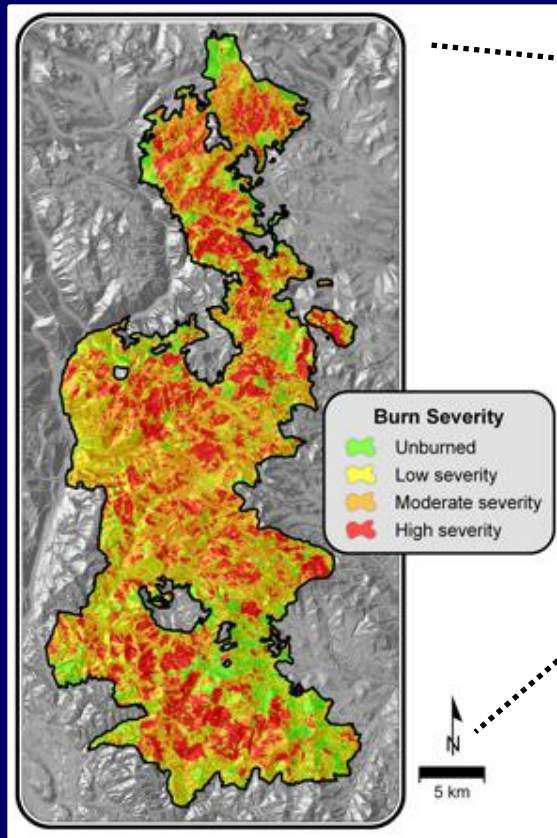 Burn Severity
Unburned
Low severity
Moderate severity
High severity
N
5 km